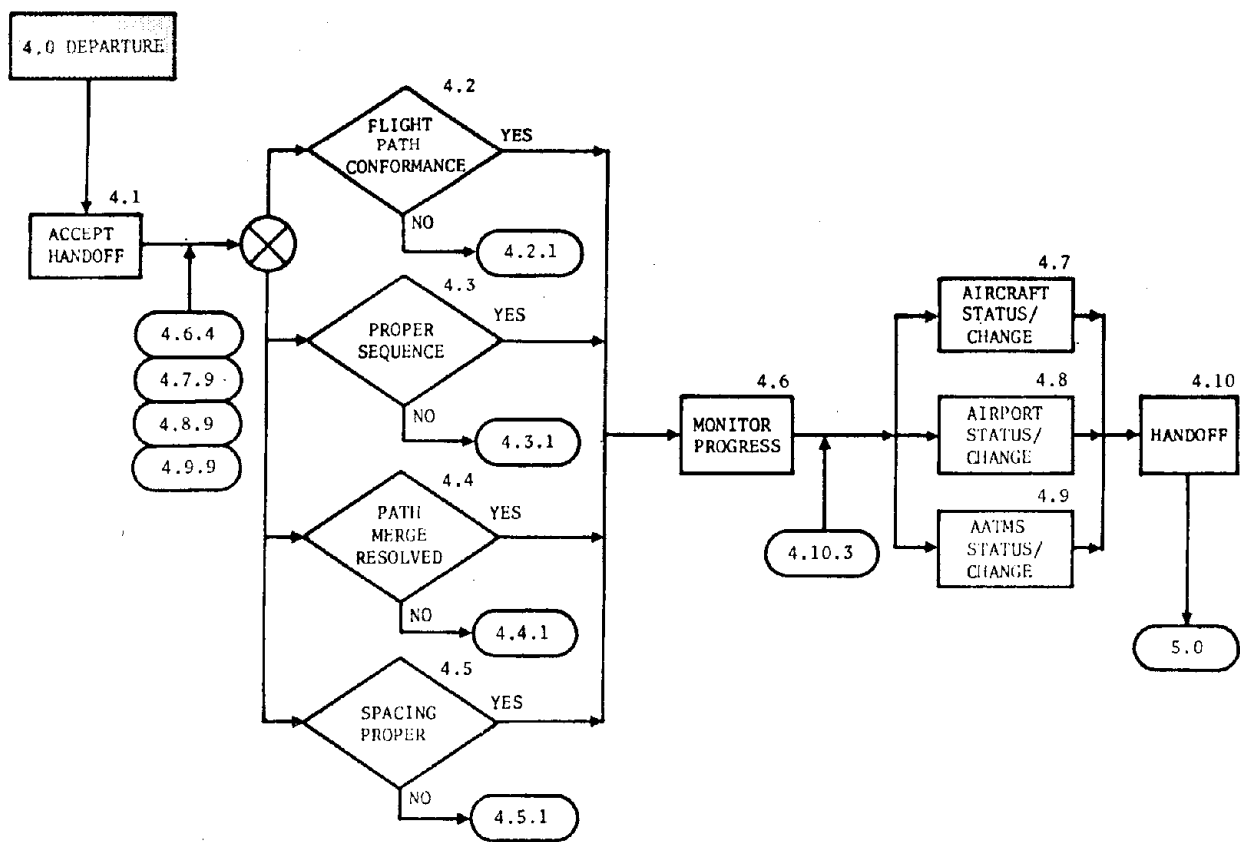 4.0 DEPARTURE
4.1
ACCEPT
HANDOFF
4.6.4
4.7.9
4.8.9
4.9.9
4.2
FLIGHT
PATH
CONFORMANCE
YES
NO
4.2.1
4.3
PROPER
SEQUENCE
YES
NO
4.3.1
4.4
PATH
MERGE
RESOLVED
YES
NO
4.4.1
4.5
SPACING
PROPER
YES
NO
4.5.1
4.6
MONITOR
PROGRESS
4.10.3
4.7
AIRCRAFT
STATUS/
CHANGE
4.8
AIRPORT
STATUS/
CHANGE
4.9
AATMS
STATUS/
CHANGE
4.10
HANDOFF
5.0